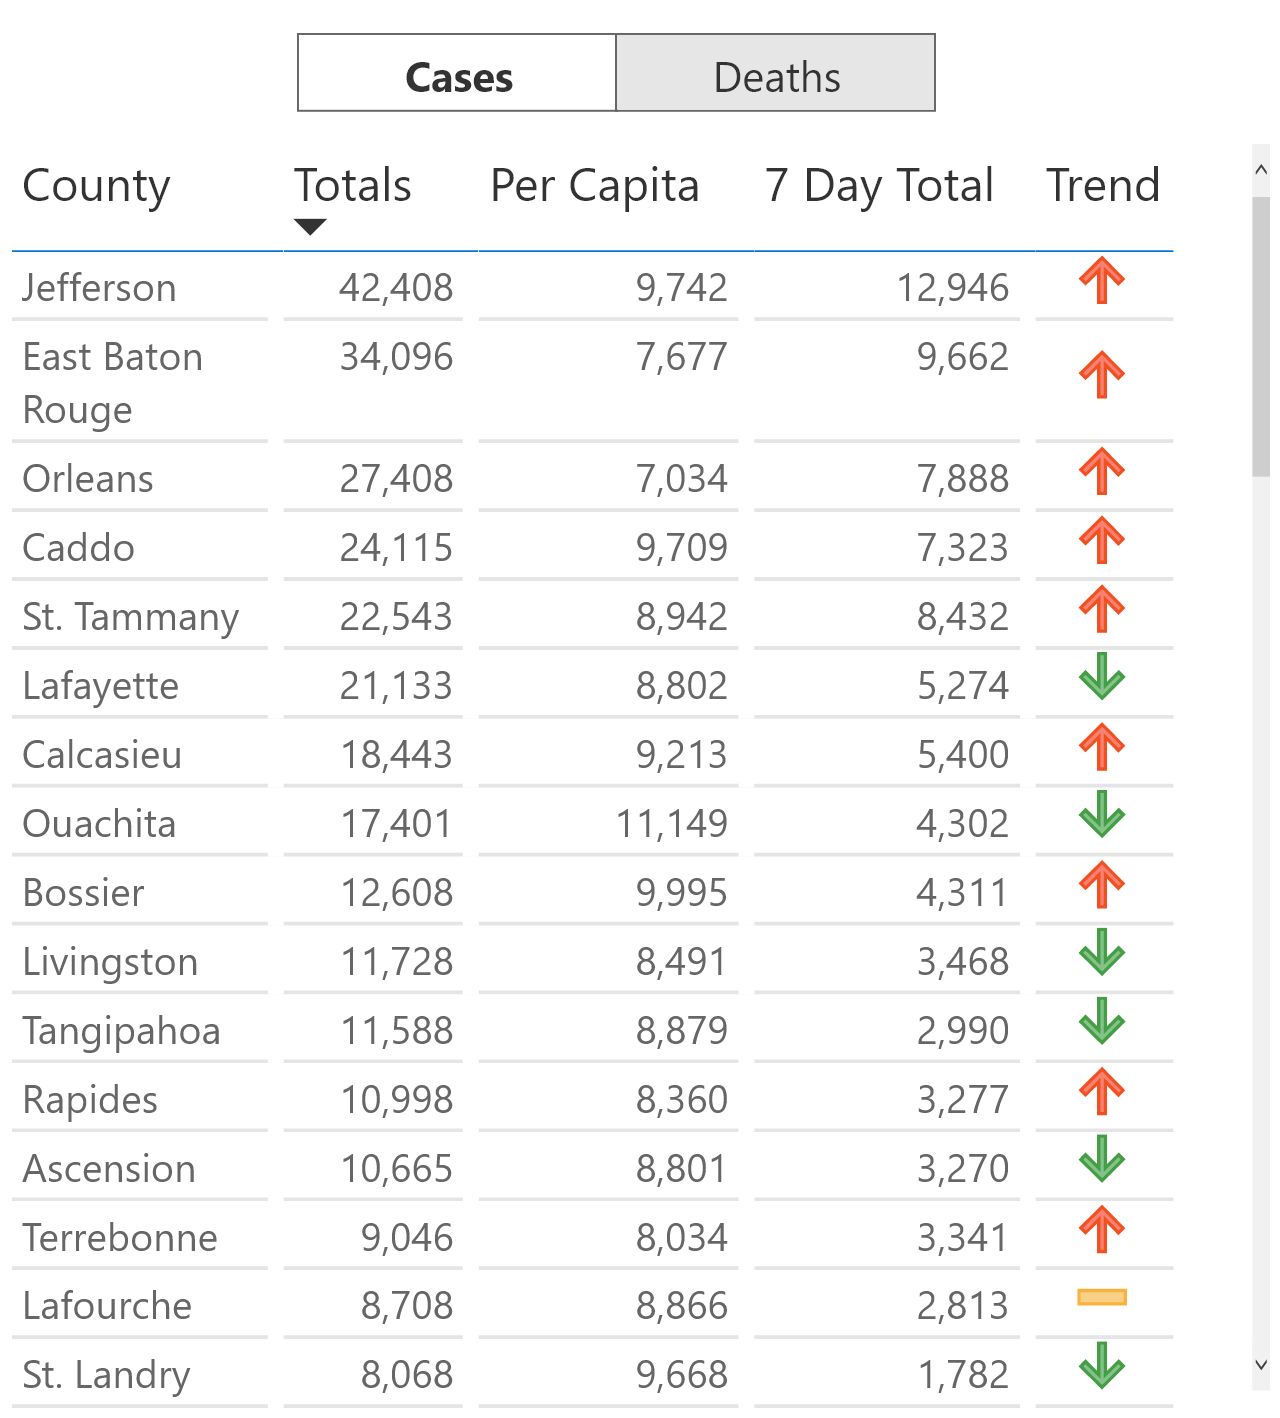 Cases Deaths
County Totals Per Capita 7 Day Total Trend
Jefferson 42,408 9,742 12,946
East Baton 34,096 7,677 9,662
Rouge
Orleans 27,408 7,034 7,888
Caddo 24,115 9,709 7,323
St. Tammany 22,543 8,942 8,432
Lafayette 21,133 8,802 5,274
Calcasieu 18,443 9,213 5,400
Ouachita 17,401 11,149 4,302
Bossier 12,608 9,995 4,311
Livingston 11,728 8,491 3,468
Tangipahoa 11,588 8,879 2,990
Rapides 10,998 8,360 3,277
Ascension 10,665 8,801 3,270
Terrebonne 9,046 8,034 3,341
Lafourche 8,708 8,866 2,813
St. Landry 8,068 9,668 1,782